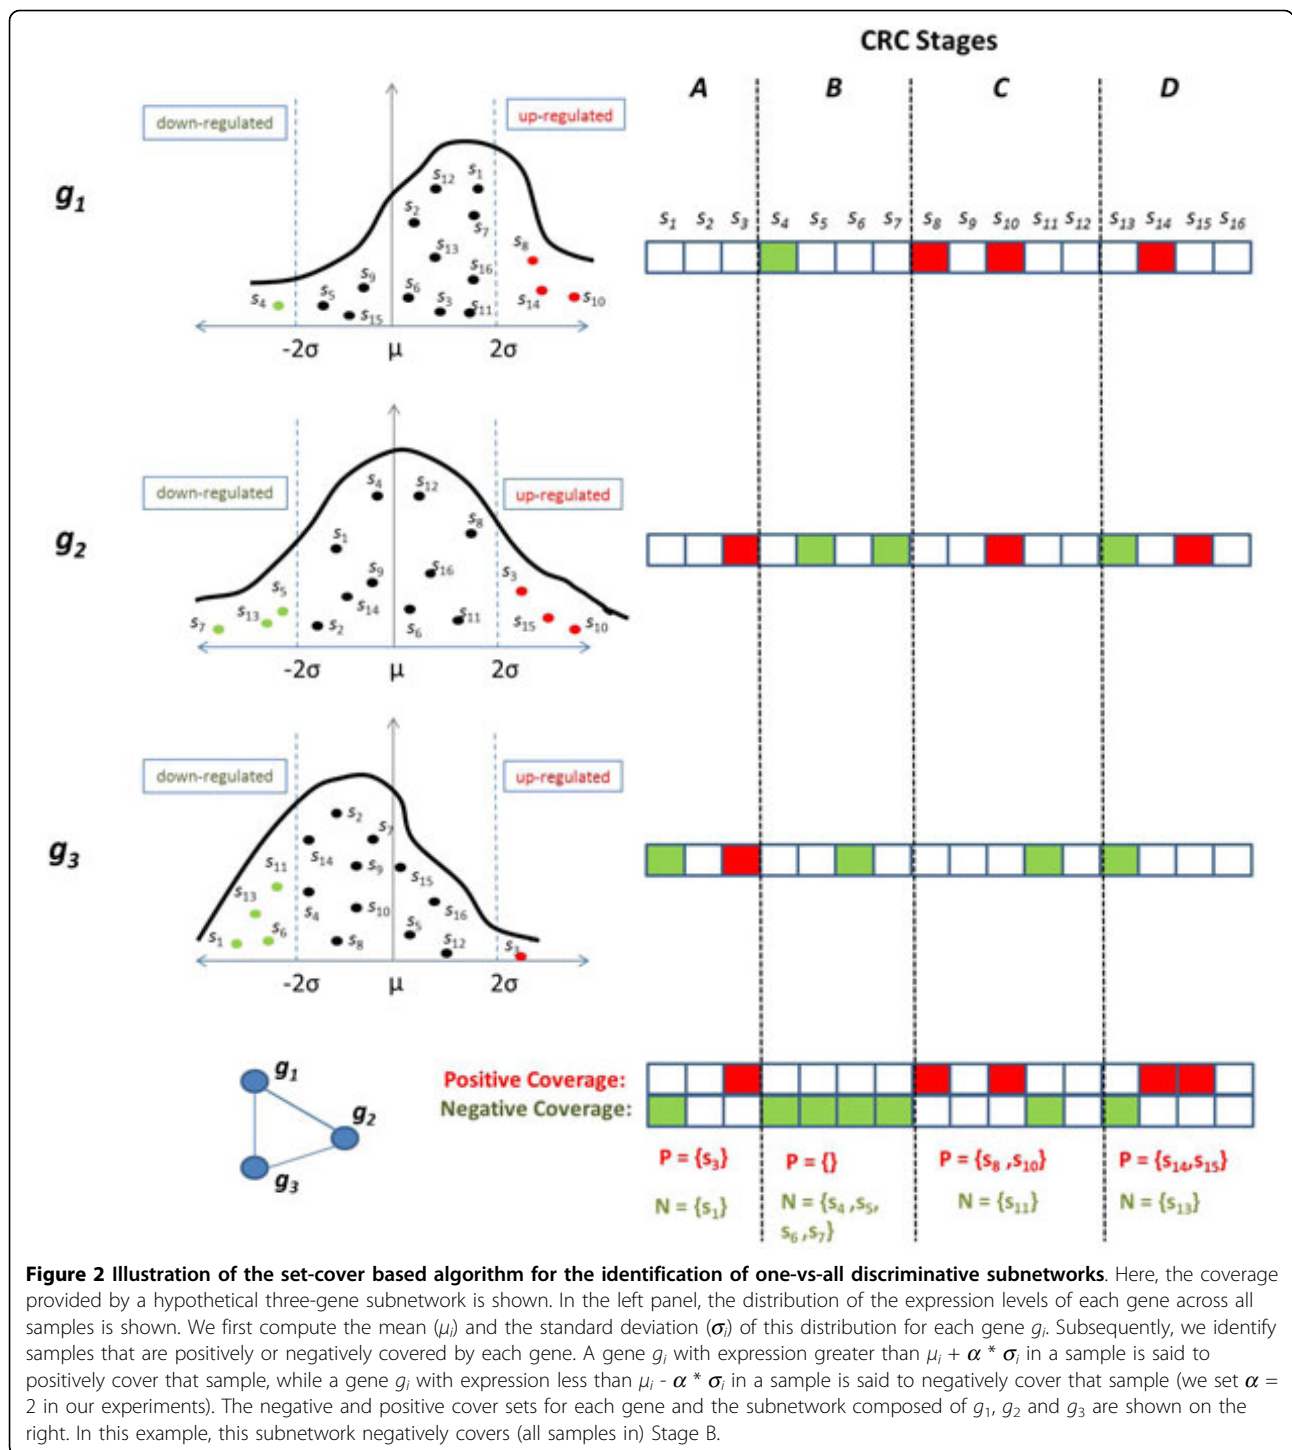 CRC Stages
A B C D
down-regulated
up-regulated
g1
s12
s1
s2
s7
s13
s8
s9
s16
s6
s4
s5
s3
s14
s10
s15
s11
-2σ μ 2σ
s1 s2 s3 s4 s5 s6 s7 s8 s9 s10 s11 s12 s13 s14 s15 s16
down-regulated
up-regulated
g2
s4
s12
s8
s1
s9
s16
s3
s5
s14
s13
s7
s2
s6
s11
s15
s10
-2σ μ 2σ
down-regulated
up-regulated
g3
s2
s7
s14
s11
s9
s15
s13
s4
s10
s16
s1
s6
s8
s5
s12
s3
-2σ μ 2σ
g1
g2
g3
Positive Coverage:
Negative Coverage:
P = {s3} P = {} P = {s8 ,s10} P = {s14,s15}
N = {s1} N = {s4 ,s5, N = {s11} N = {s13}
s6 ,s7}
Figure 2 Illustration of the set-cover based algorithm for the identification of one-vs-all discriminative subnetworks. Here, the coverage
provided by a hypothetical three-gene subnetwork is shown. In the left panel, the distribution of the expression levels of each gene across all
samples is shown. We first compute the mean (μi) and the standard deviation (σi) of this distribution for each gene gi. Subsequently, we identify
samples that are positively or negatively covered by each gene. A gene gi with expression greater than μi + α * σi in a sample is said to
positively cover that sample, while a gene gi with expression less than μi - α * σi in a sample is said to negatively cover that sample (we set α =
2 in our experiments). The negative and positive cover sets for each gene and the subnetwork composed of g1, g2 and g3 are shown on the
right. In this example, this subnetwork negatively covers (all samples in) Stage B.